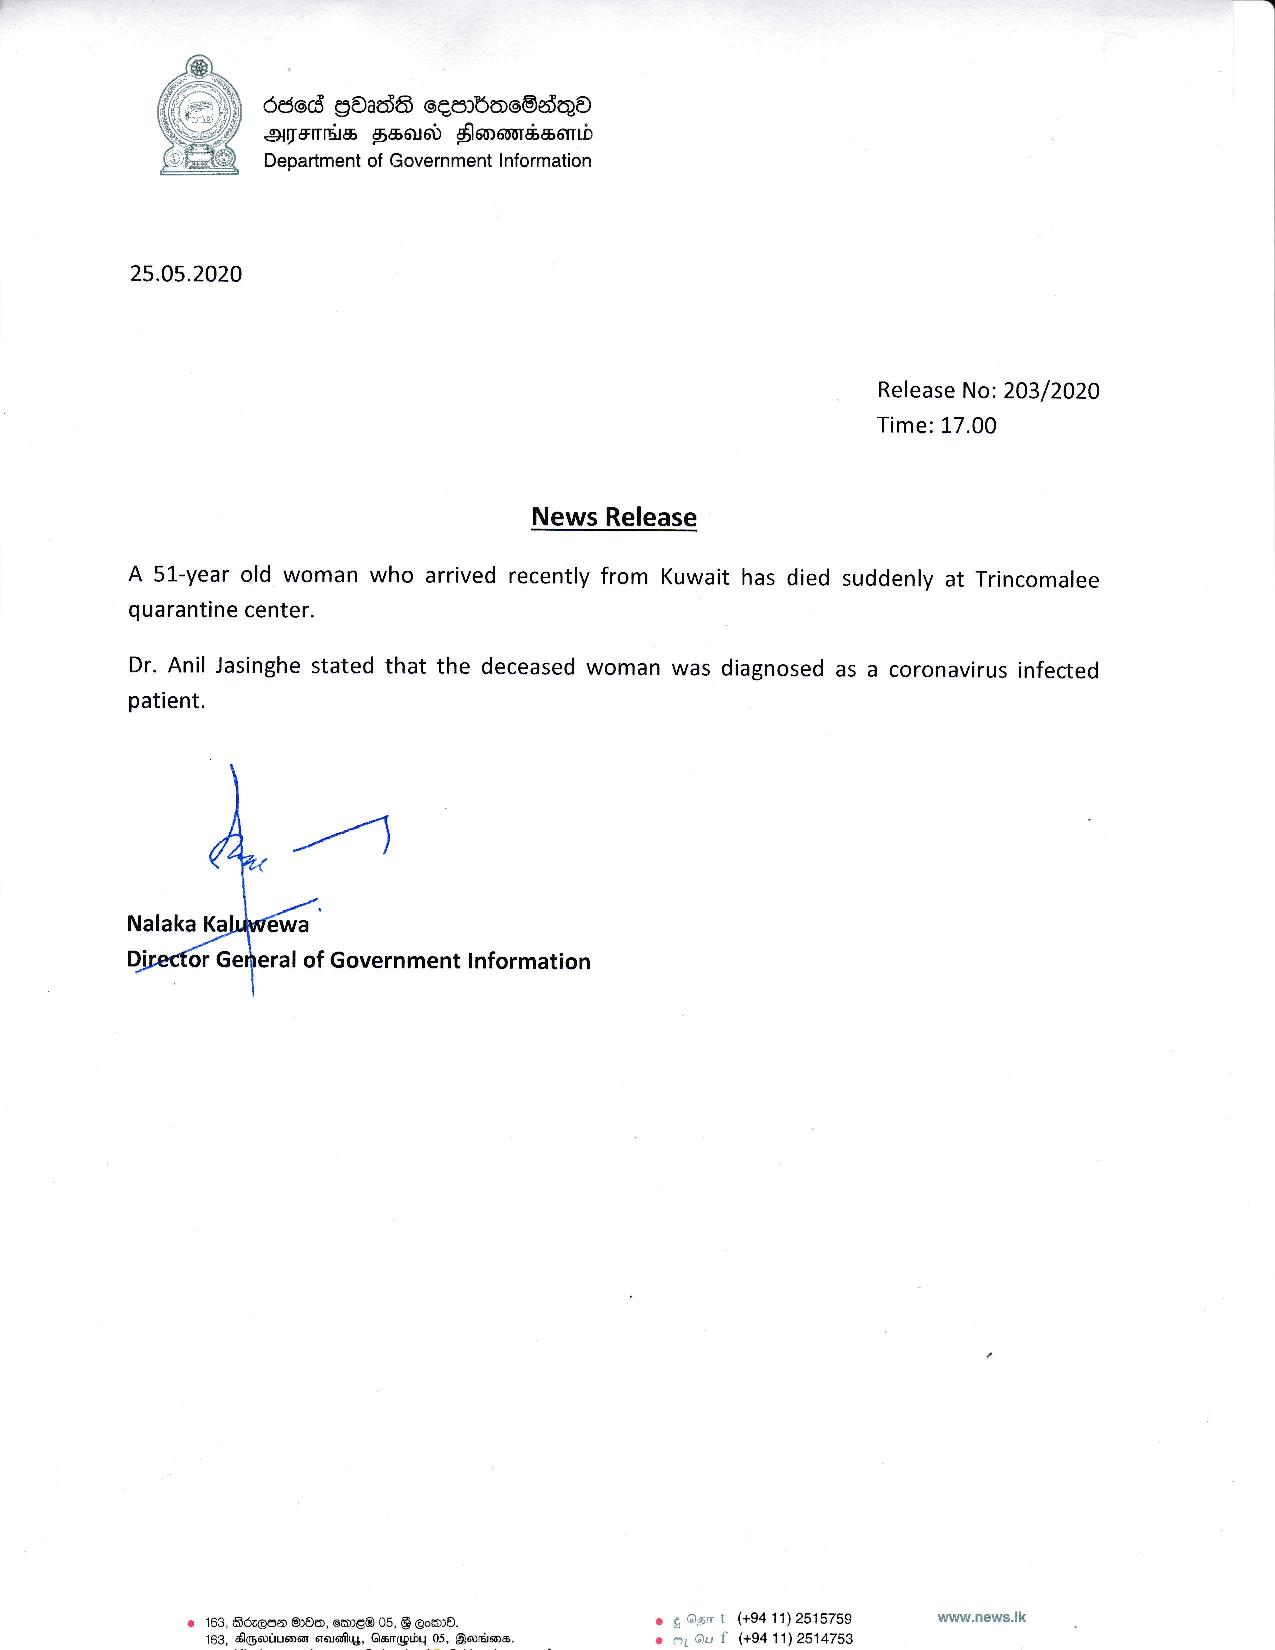 රජයේ ප්‍රවෘත්ති දෙපාර්තමේන්තුව
அரசாங்க தகவல் திணைக்களம்
Department of Government Information
25.05.2020
Release No: 203/2020
Time: 17.00
News Release
A 51-year old woman who arrived recently from Kuwait has died suddenly at Trincomalee
quarantine center.
Dr. Anil Jasinghe stated that the deceased woman was diagnosed as a coronavirus infected
patient.
Nalaka Kaluwewa
Director General of Government Information
163, කිරුලපන මාවත, කොළඹ 05, ශ්‍රී ලංකාව.
163, கிருலப்பனை எவனியூ, கொழும்பு 05, இலங்கை.
දු தொ t (+94 11) 2515759
ෆැ பெ f (+94 11) 2514753
www.news.lk